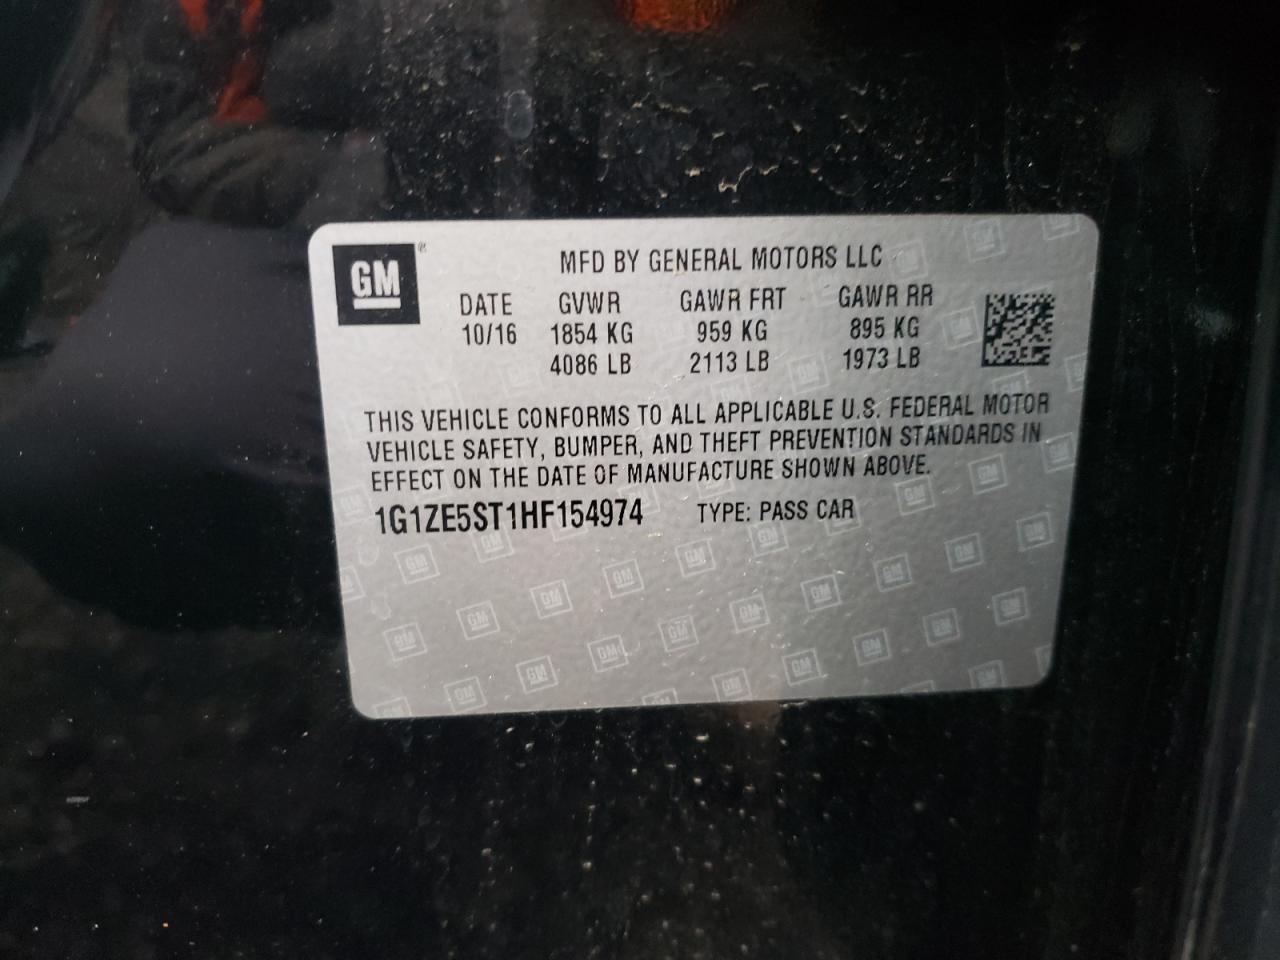 GM®
MFD BY GENERAL MOTORS LLC
DATE GVWR GAWR FRT GAWR RR
10/16 1854 KG 959 KG 895 KG
4086 LB 2113 LB 1973 LB
THIS VEHICLE CONFORMS TO ALL APPLICABLE U.S. FEDERAL MOTOR
VEHICLE SAFETY, BUMPER, AND THEFT PREVENTION STANDARDS IN
EFFECT ON THE DATE OF MANUFACTURE SHOWN ABOVE.
1G1ZE5ST1HF154974 TYPE: PASS CAR